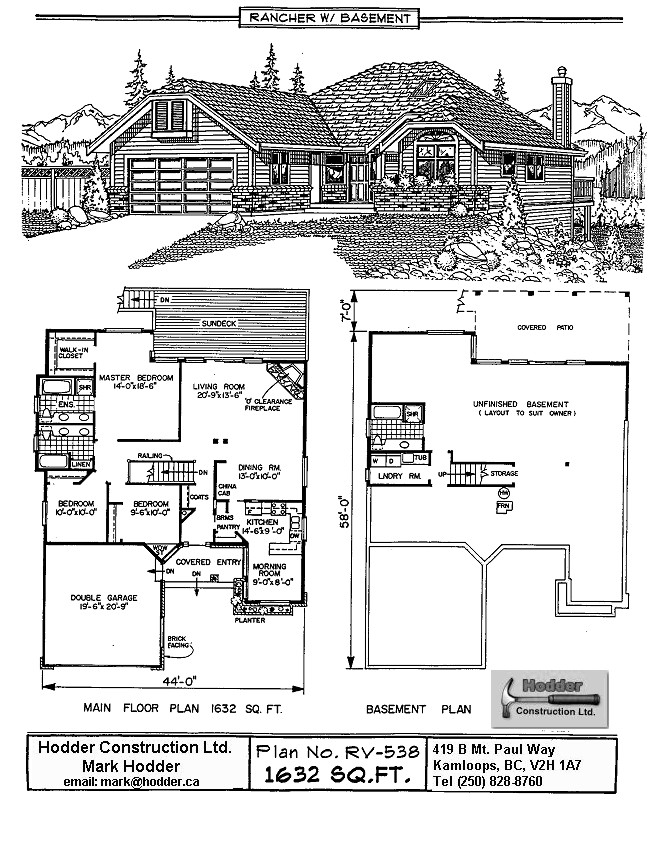 RANCHER W/ BASEMENT
DN
SUNDECK
WALK-IN
CLOSET
MASTER BEDROOM
14'-0"x18'-6"
LIVING ROOM
20'-9"x13'-6"
'0' CLEARANCE
FIREPLACE
SHR
ENS.
LINEN
RAILING
DN
DINING RM.
13'-0"x10'-0"
CHINA
CAB
COATS
BEDROOM
10'-0"x10'-0"
BEDROOM
9'-6"x10'-0"
BRMS
PANTRY
KITCHEN
14'-6"x9'-0"
DW
COVERED ENTRY
DN
DN
MORNING
ROOM
9'-0"x8'-0"
DOUBLE GARAGE
19'-6"x 20'-9"
PLANTER
BRICK
FACING
44'-0"
MAIN FLOOR PLAN 1632 SQ. FT.
7'-0"
COVERED PATIO
UNFINISHED BASEMENT
( LAYOUT TO SUIT OWNER )
SHR
W
D
TUB
LNDRY RM.
UP
STORAGE
HW
FRN
58'-0"
BASEMENT PLAN
Hodder
Construction Ltd.
Hodder Construction Ltd.
Mark Hodder
email: mark@hodder.ca
Plan No. RV-538
1632 SQ.FT.
419 B Mt. Paul Way
Kamloops, BC, V2H 1A7
Tel (250) 828-8760